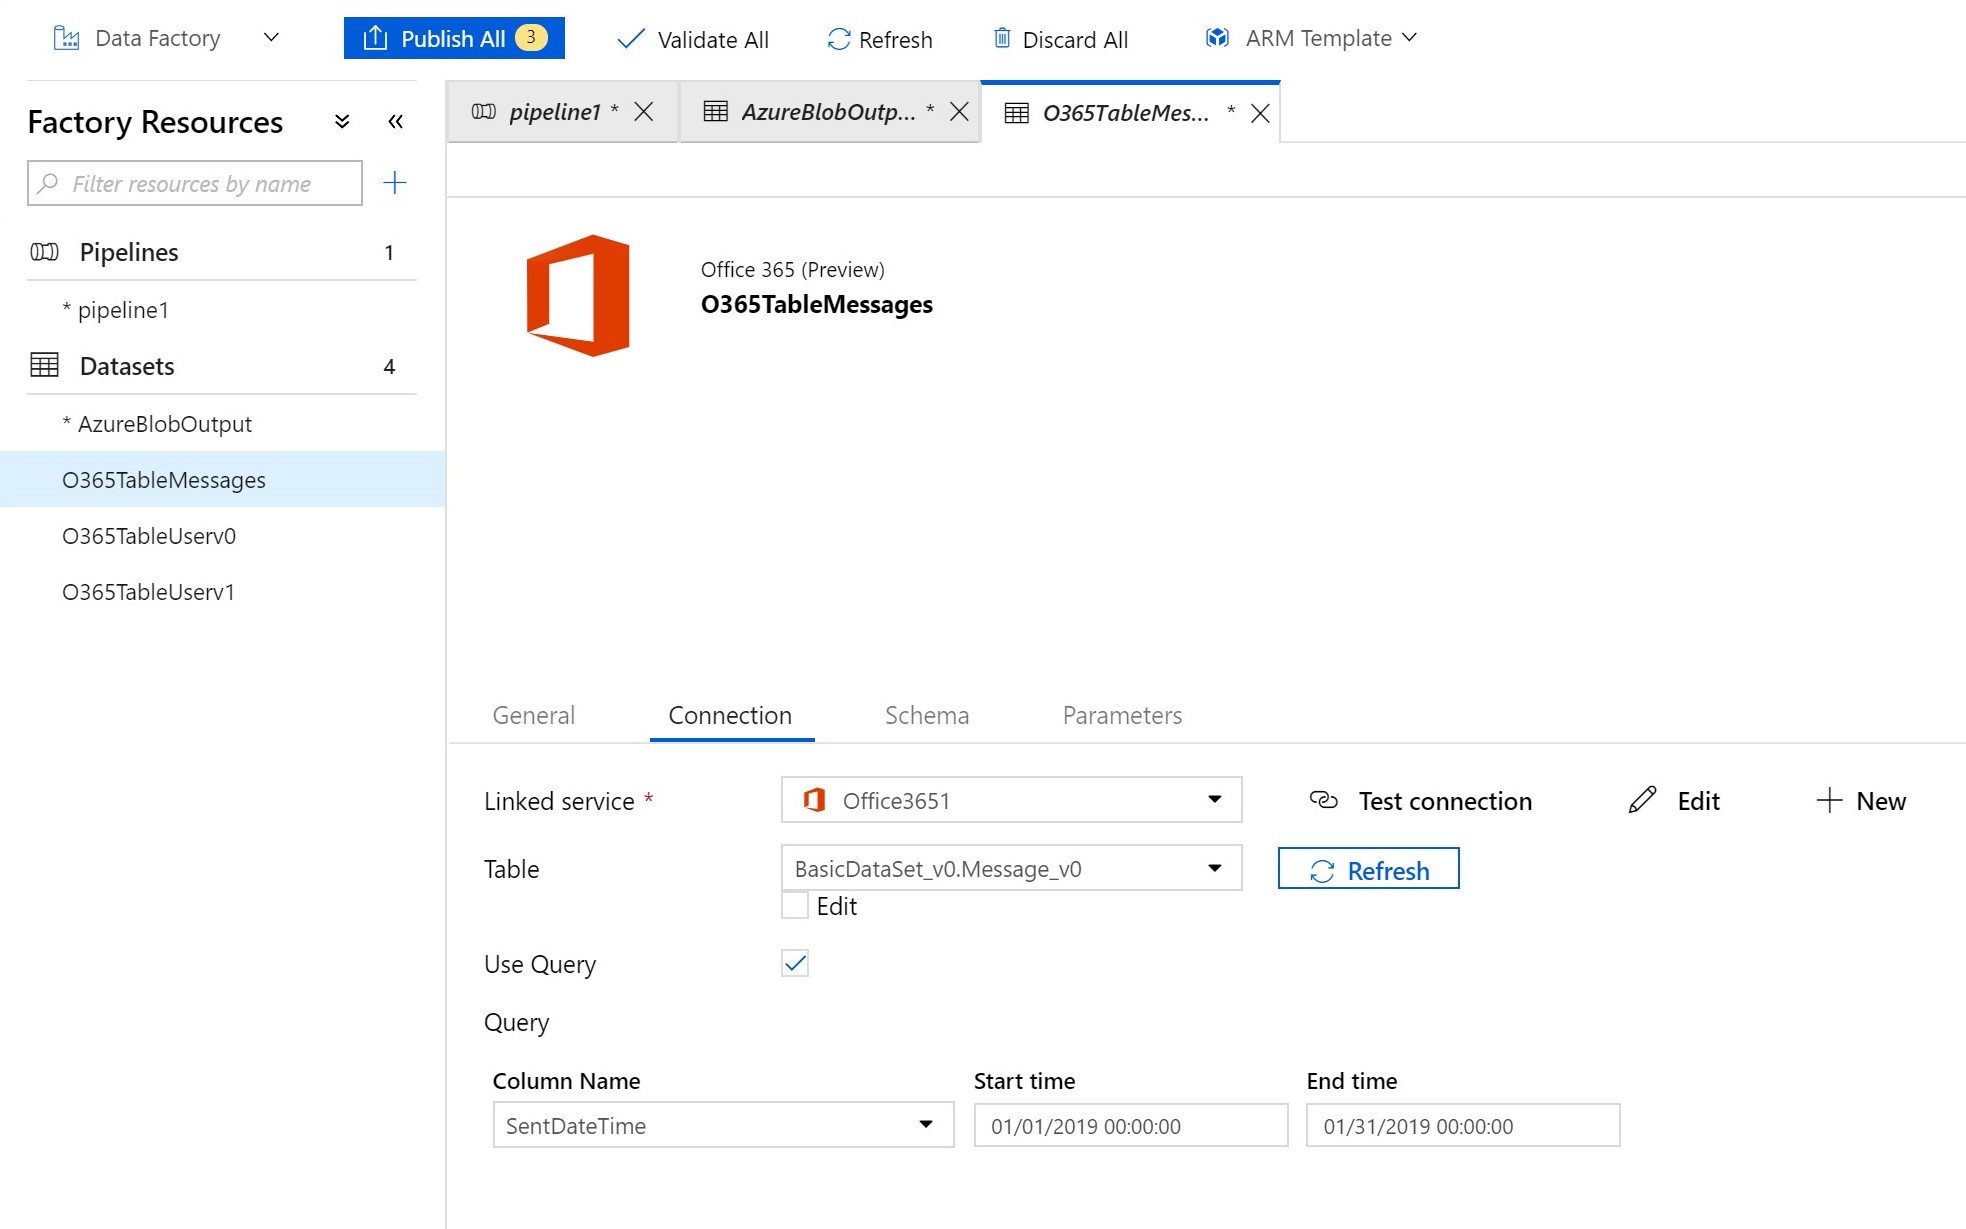 Data Factory
Publish All 3
Validate All
Refresh
Discard All
ARM Template
Factory Resources
Filter resources by name
Pipelines 1
* pipeline1
Datasets 4
* AzureBlobOutput
O365TableMessages
O365TableUserv0
O365TableUserv1
pipeline1 *
AzureBlobOutp... *
O365TableMes... *
Office 365 (Preview)
O365TableMessages
General Connection Schema Parameters
Linked service * Office3651 Test connection Edit New
Table BasicDataSet_v0.Message_v0 Refresh
Edit
Use Query
Query
Column Name Start time End time
SentDateTime 01/01/2019 00:00:00 01/31/2019 00:00:00